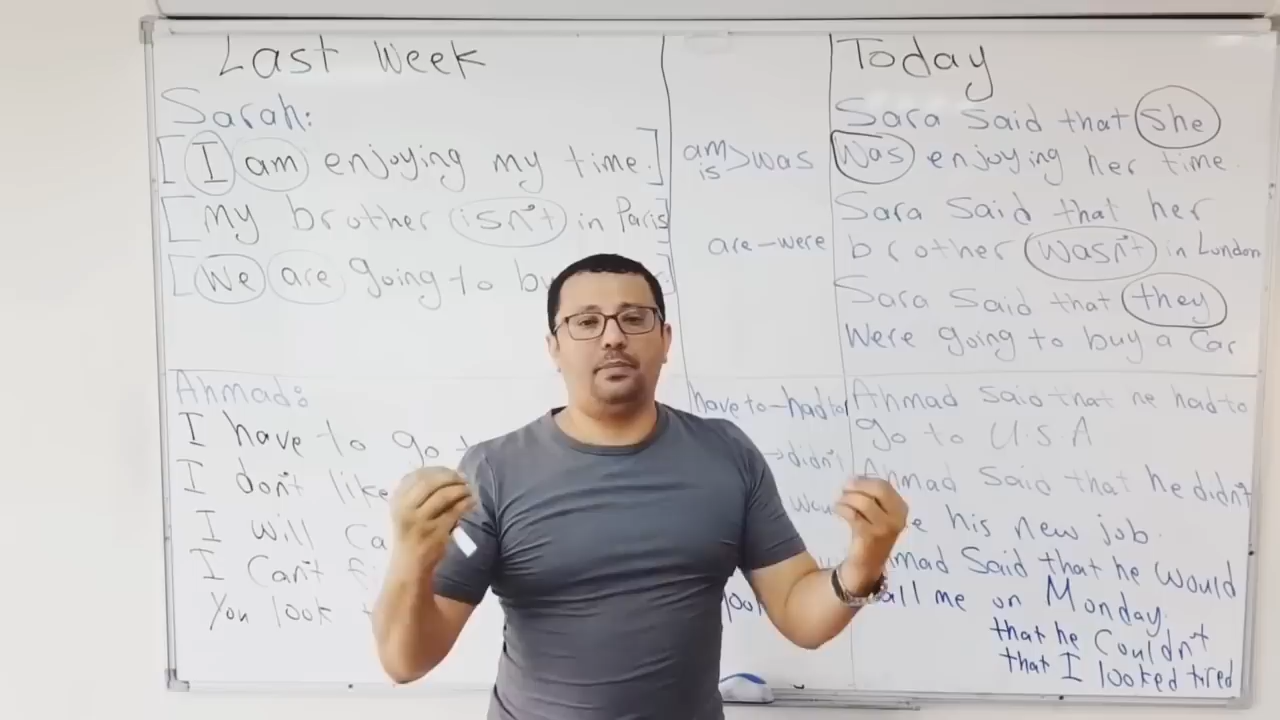 Last Week
Sarah:
[I am enjoying my time.]
[My brother isn't in Paris]
[We are going to bu
Ahmad:
I have to go
I don't like
I will Ca
I Can't f
You look
am
is > was
are - were
have to - had to
→ didn't
look
Today
Sara Said that she
was enjoying her time.
Sara Said that her
brother wasn't in London
Sara Said that they
Were going to buy a Car
Ahmad said that he had to
go to U.S.A
Ahmad Said that he didn't
his new job.
Ahmad Said that he would
call me on Monday.
that he Couldn't
that I looked tired